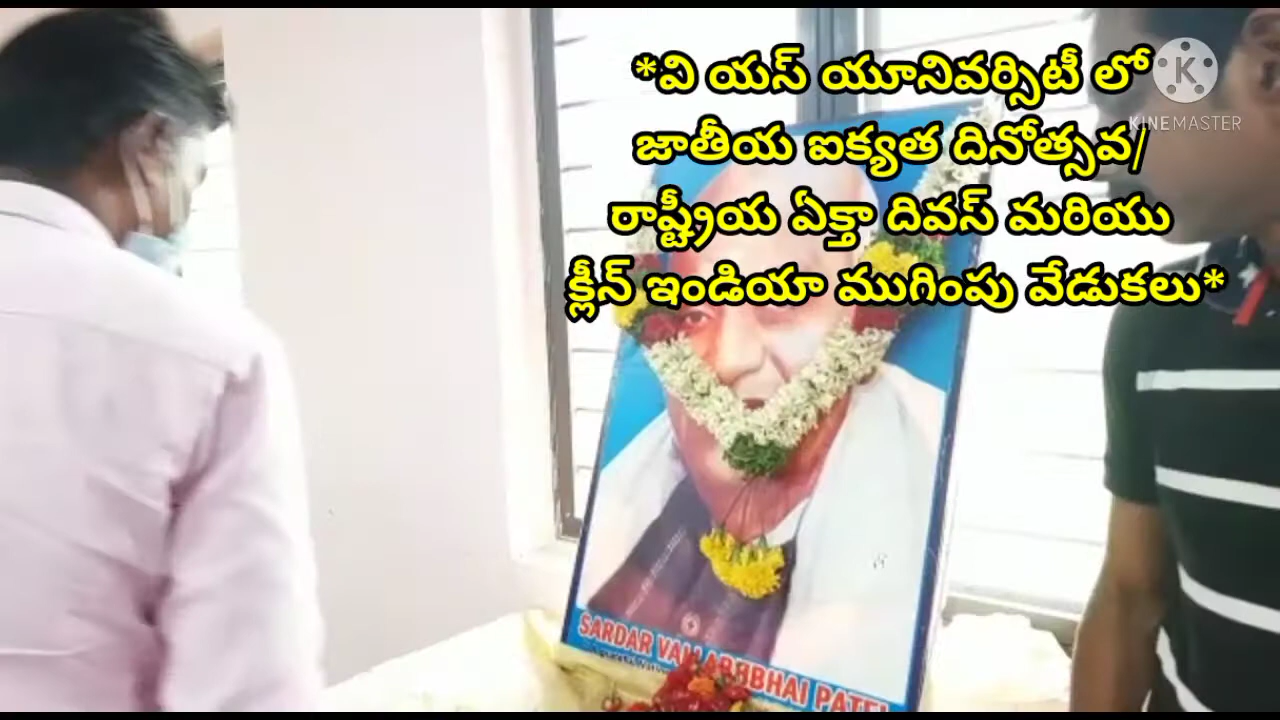 *వి యస్ యూనివర్సిటీ లో
జాతీయ ఐక్యత దినోత్సవ/
రాష్ట్రీయ ఏక్తా దివస్ మరియు
క్లీన్ ఇండియా ముగింపు వేడుకలు*
K
KINEMASTER
SARDAR VALLABHBHAI PATEL